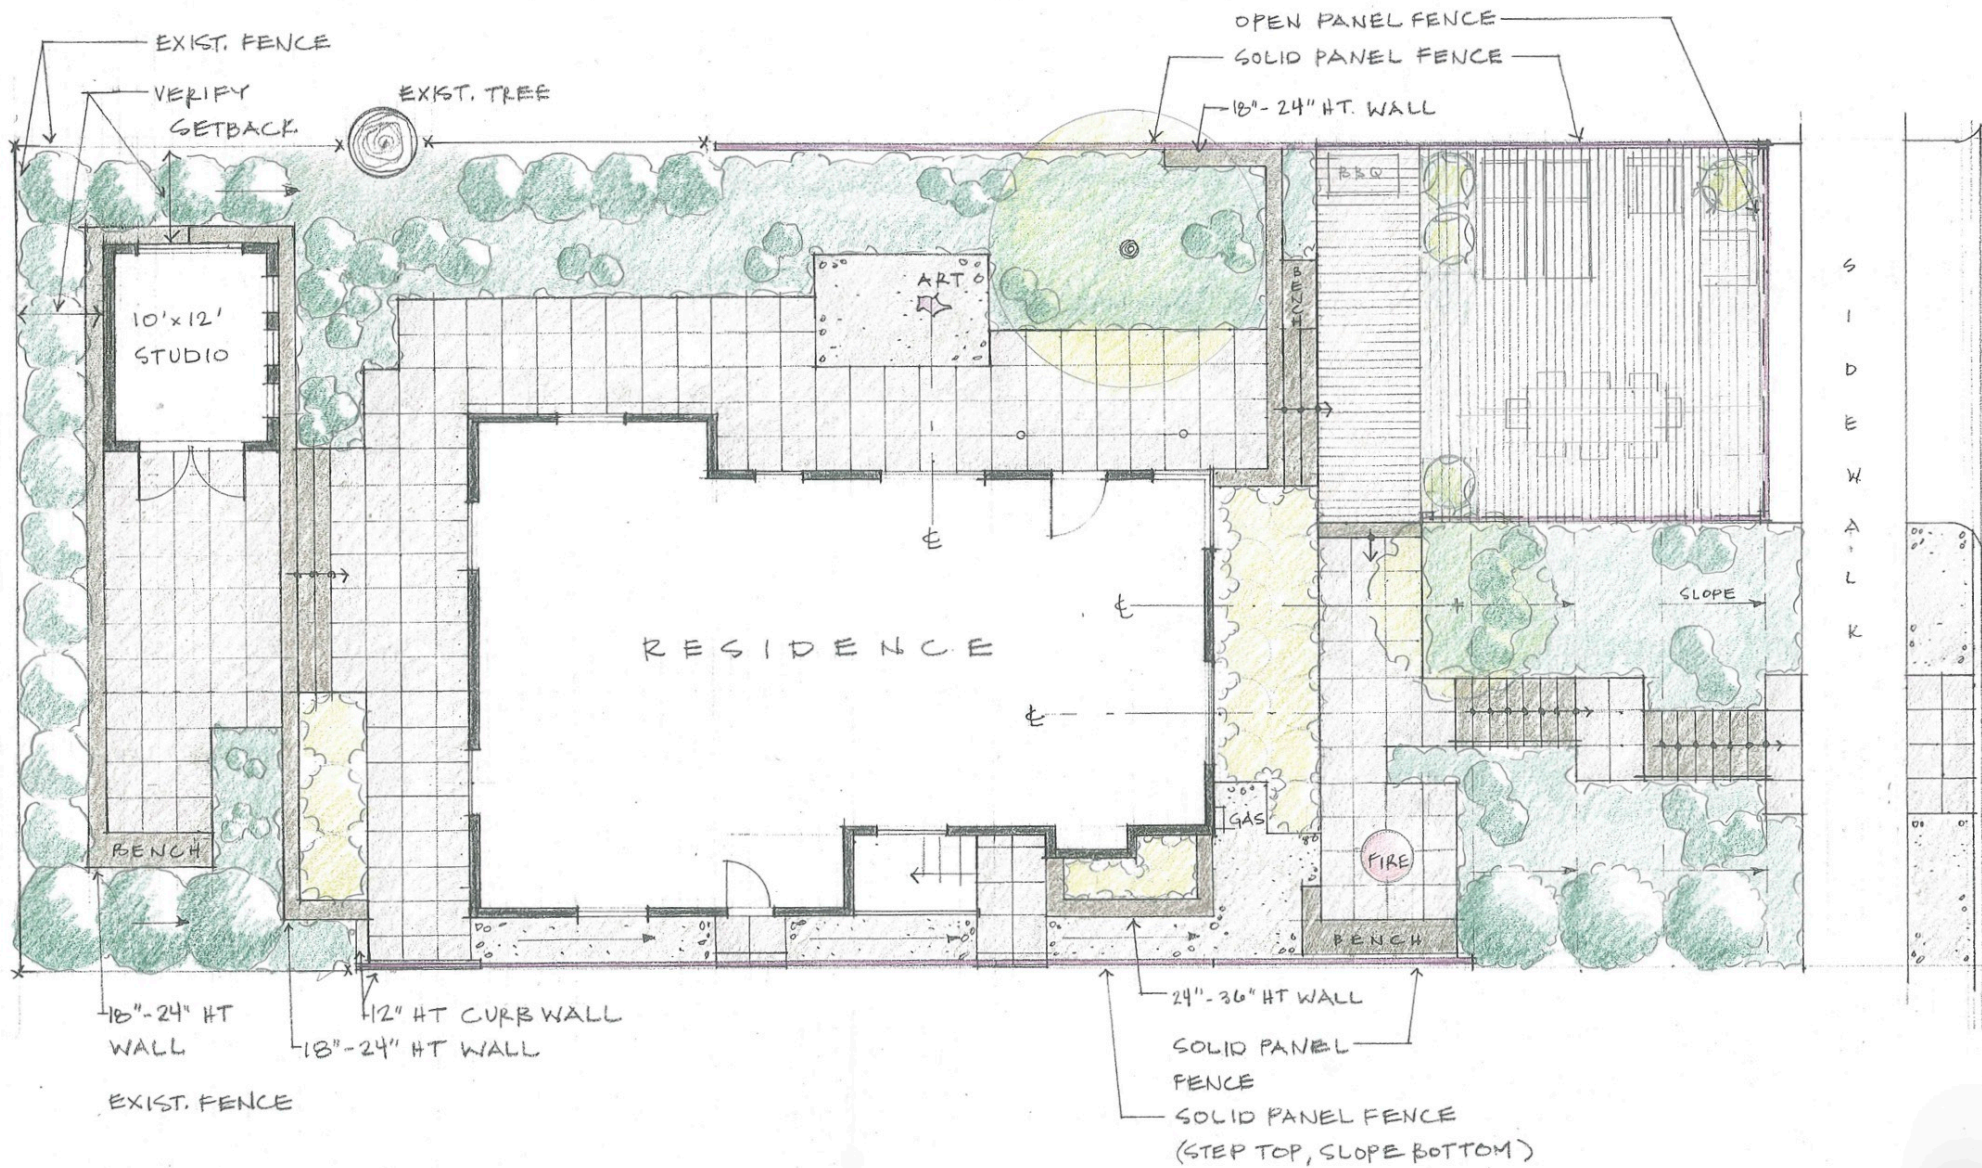 OPEN PANEL FENCE
EXIST. FENCE
SOLID PANEL FENCE
VERIFY
SETBACK
EXIST. TREE
18"-24" HT. WALL
BBQ
ART
BENCH
10'x12'
STUDIO
SIDEWALK
℄
SLOPE
℄
RESIDENCE
℄
GAS
BENCH
FIRE
BENCH
18"-24" HT
WALL
12" HT CURB WALL
18"-24" HT WALL
24"-36" HT WALL
SOLID PANEL
FENCE
EXIST. FENCE
SOLID PANEL FENCE
(STEP TOP, SLOPE BOTTOM)